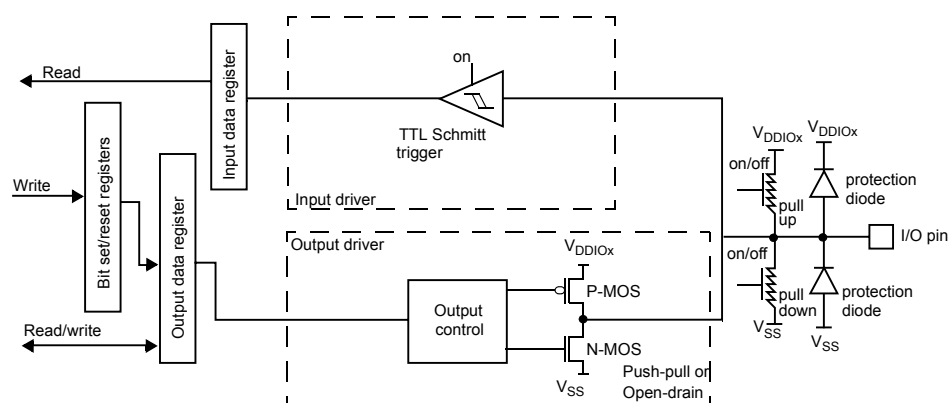 Read
Input data register
on
TTL Schmitt
trigger
Input driver
Write
Bit set/reset registers
Output data register
Read/write
Output driver
Output
control
VDDIOx
P-MOS
N-MOS
VSS
Push-pull or
Open-drain
VDDIOx
VDDIOx
on/off
pull
up
protection
diode
I/O pin
on/off
pull
down
protection
diode
VSS
VSS